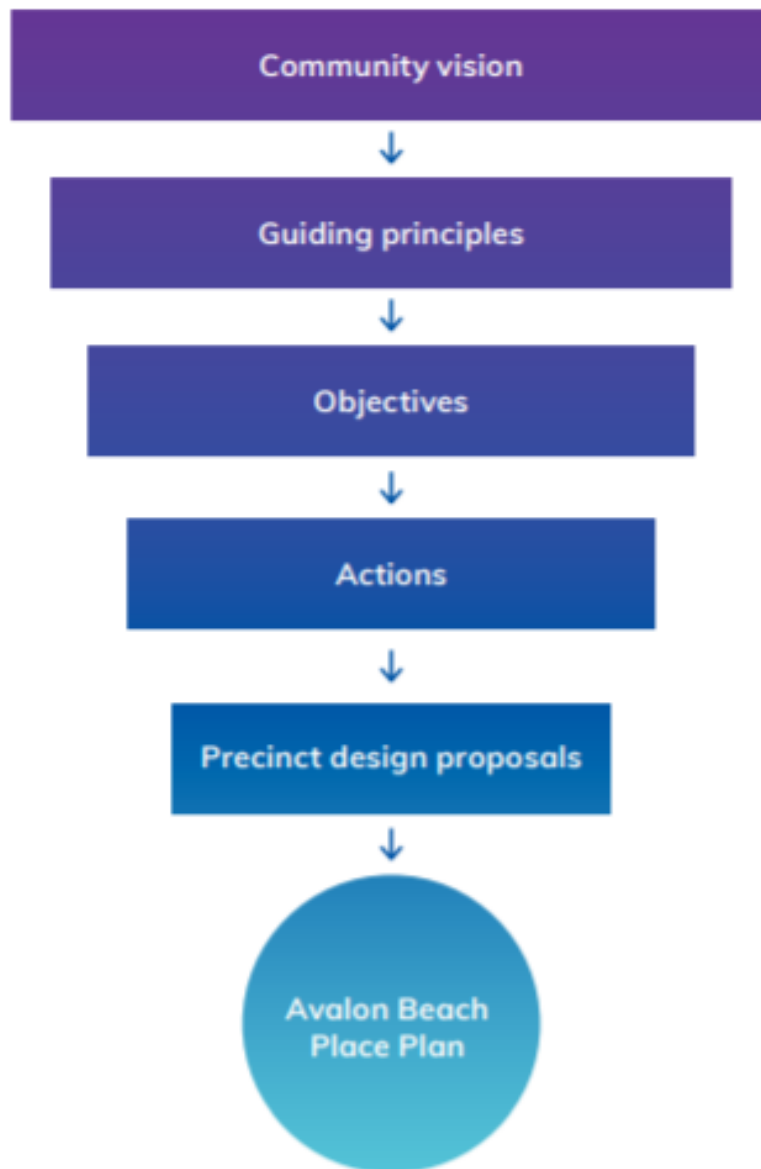 Community vision
Guiding principles
Objectives
Actions
Precinct design proposals
Avalon Beach
Place Plan